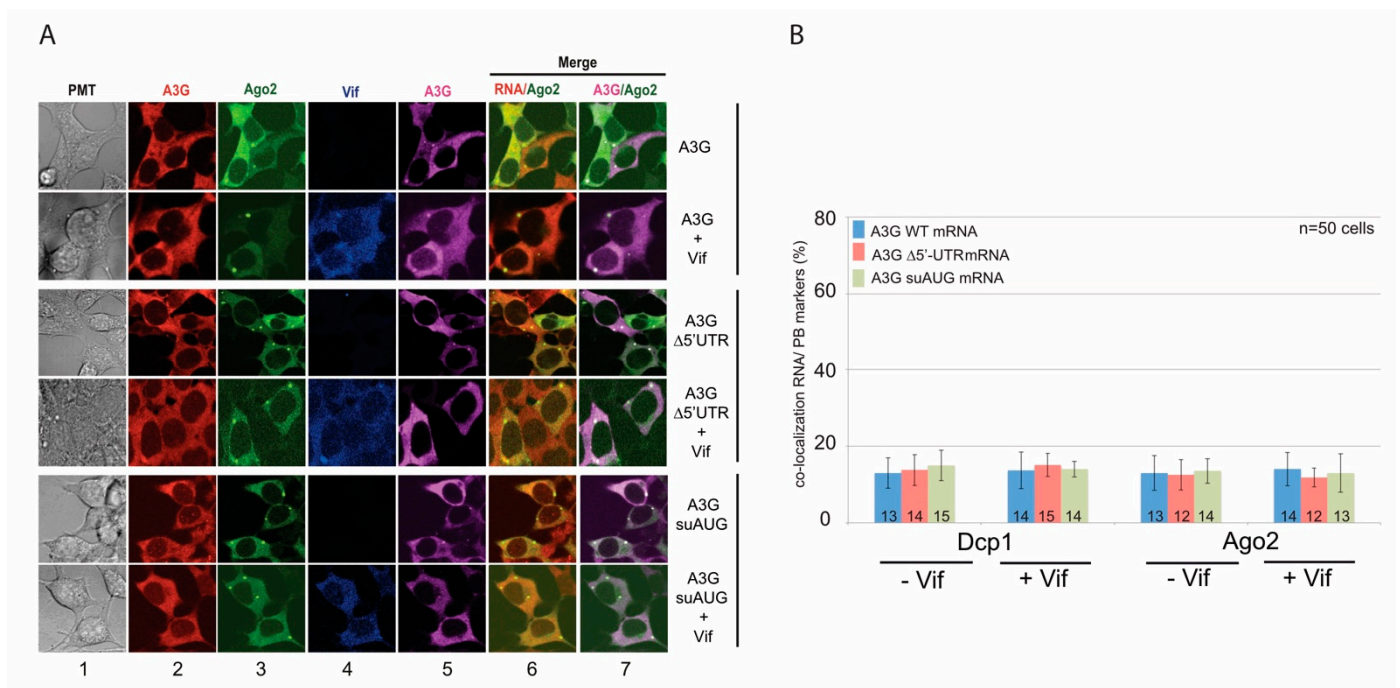 A
Merge
PMT A3G Ago2 Vif A3G RNA/Ago2 A3G/Ago2
A3G
A3G
+
Vif
A3G
Δ5'UTR
A3G
Δ5'UTR
+
Vif
A3G
suAUG
A3G
suAUG
+
Vif
1 2 3 4 5 6 7
B
co-localization RNA/ PB markers (%)
80
60
40
20
0
A3G WT mRNA
A3G Δ5'-UTRmRNA
A3G suAUG mRNA
n=50 cells
13 14 15 14 15 14 13 12 14 14 12 13
Dcp1 Ago2
- Vif + Vif - Vif + Vif